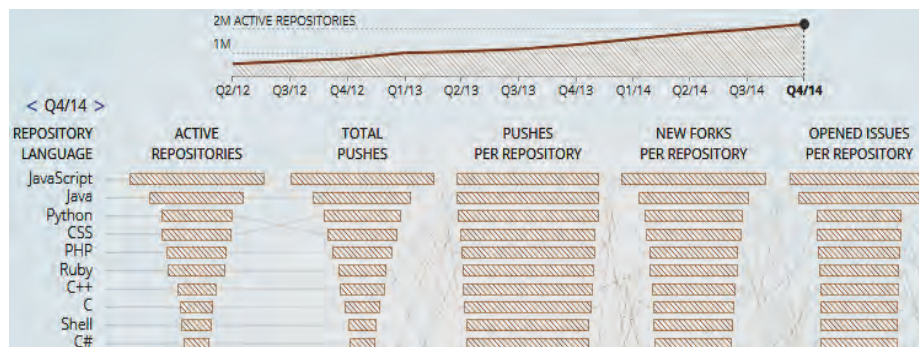 2M ACTIVE REPOSITORIES
1M
Q2/12 Q3/12 Q4/12 Q1/13 Q2/13 Q3/13 Q4/13 Q1/14 Q2/14 Q3/14 Q4/14
< Q4/14 >
REPOSITORY LANGUAGE
ACTIVE REPOSITORIES
TOTAL PUSHES
PUSHES PER REPOSITORY
NEW FORKS PER REPOSITORY
OPENED ISSUES PER REPOSITORY
JavaScript
Java
Python
CSS
PHP
Ruby
C++
C
Shell
C#